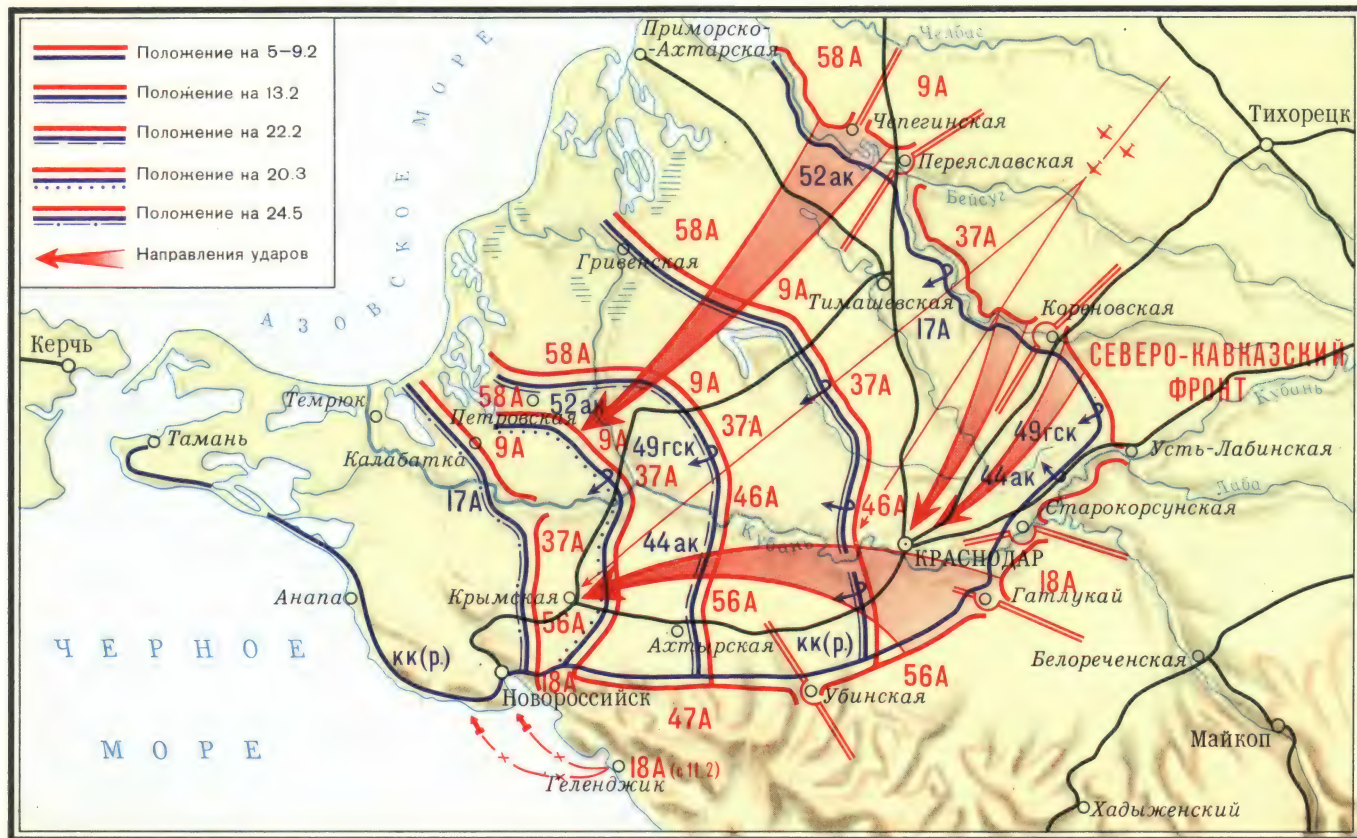 Положение на 5–9.2
Положение на 13.2
Положение на 22.2
Положение на 20.3
Положение на 24.5
Направления ударов
Приморско-
-Ахтарская
Челбас
58А
9А
Чепегинская
Тихорецк
Переяславская
52ак
Бейсуг
37А
58А
Гривенская
9А
Тимашевская
17А
Кореновская
АЗОВСКОЕ МОРЕ
Керчь
СЕВЕРО-КАВКАЗСКИЙ
ФРОНТ
Кубань
58А
9А
37А
58А
52ак
Петровская
Темрюк
Тамань
9А
Калабатка
9А
49гск
37А
37А
46А
49гск
44ак
Усть-Лабинская
Лаба
17А
46А
Старокорсунская
37А
44ак
Кубань
КРАСНОДАР
18А
Гатлукай
Анапа
Крымская
56А
56А
Ахтырская
кк(р.)
кк(р.)
Белореченская
56А
ЧЕРНОЕ
МОРЕ
Новороссийск
18А
47А
Убинская
Майкоп
18А (с 11.2)
Геленджик
Хадыженский